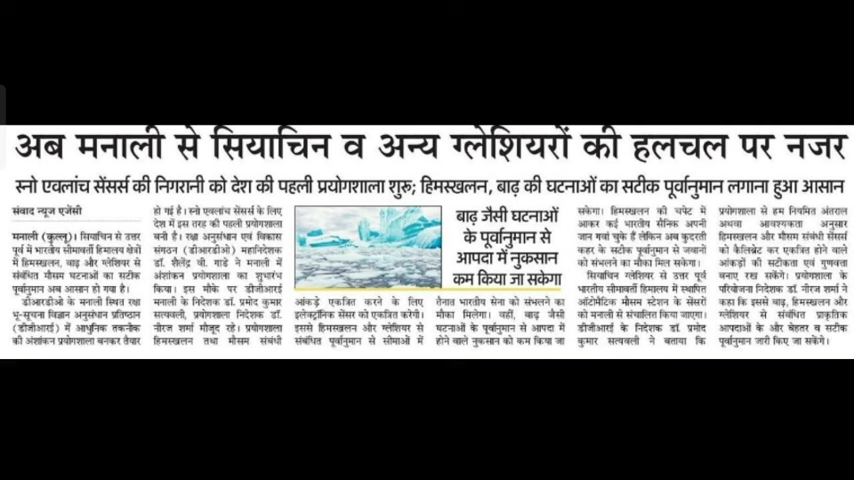 अब मनाली से सियाचिन व अन्य ग्लेशियरों की हलचल पर नजर
स्नो एवलांच सेंसर्स की निगरानी को देश की पहली प्रयोगशाला शुरू; हिमस्खलन, बाढ़ की घटनाओं का सटीक पूर्वानुमान लगाना हुआ आसान
संवाद न्यूज एजेंसी
मनाली (कुल्लू)। सियाचिन से उत्तर
पूर्व में भारतीय सीमावर्ती हिमालय क्षेत्रों
में हिमस्खलन, बाढ़ और ग्लेशियर से
संबंधित मौसम घटनाओं का सटीक
पूर्वानुमान अब आसान हो गया है।
डीआरडीओ के मनाली स्थित रक्षा
भू-सूचना विज्ञान अनुसंधान प्रतिष्ठान
(डीजीआरई) में आधुनिक तकनीक
की अंशांकन प्रयोगशाला बनकर तैयार
हो गई है। स्नो एवलांच सेंसर्स के लिए
देश में इस तरह की पहली प्रयोगशाला
बनी है। रक्षा अनुसंधान एवं विकास
संगठन (डीआरडीओ) महानिदेशक
डॉ. शैलेंद्र वी. गाडे ने मनाली में
अंशांकन प्रयोगशाला का शुभारंभ
किया। इस मौके पर डीजीआरई
मनाली के निदेशक डॉ. प्रमोद कुमार
सत्यवली, प्रयोगशाला निदेशक डॉ.
नीरज शर्मा मौजूद रहे। प्रयोगशाला
हिमस्खलन तथा मौसम संबंधी
आंकड़े एकत्रित करने के लिए
इलेक्ट्रॉनिक सेंसर को एकत्रित करेगी।
इससे हिमस्खलन और ग्लेशियर से
संबंधित पूर्वानुमान से सीमाओं में
बाढ़ जैसी घटनाओं
के पूर्वानुमान से
आपदा में नुकसान
कम किया जा सकेगा
तैनात भारतीय सेना को संभलने का
मौका मिलेगा। वहीं, बाढ़ जैसी
घटनाओं के पूर्वानुमान से आपदा में
होने वाले नुकसान को कम किया जा
सकेगा। हिमस्खलन की चपेट में
आकर कई भारतीय सैनिक अपनी
जान गवां चुके हैं लेकिन अब कुदरती
कहर के सटीक पूर्वानुमान से जवानों
को संभलने का मौका मिल सकेगा।
सियाचिन ग्लेशियर से उत्तर पूर्व
भारतीय सीमावर्ती हिमालय में स्थापित
ऑटोमैटिक मौसम स्टेशन के सेंसरों
को मनाली से संचालित किया जाएगा।
डीजीआरई के निदेशक डॉ. प्रमोद
कुमार सत्यवली ने बताया कि
प्रयोगशाला से हम नियमित अंतराल
अथवा आवश्यकता अनुसार
हिमस्खलन और मौसम संबंधी सेंसर्स
को कैलिब्रेट कर एकत्रित होने वाले
आंकड़ों की सटीकता एवं गुणवत्ता
बनाए रख सकेंगे। प्रयोगशाला के
परियोजना निदेशक डॉ. नीरज शर्मा ने
कहा कि इससे बाढ़, हिमस्खलन और
ग्लेशियर से संबंधित प्राकृतिक
आपदाओं के और बेहतर व सटीक
पूर्वानुमान जारी किए जा सकेंगे।